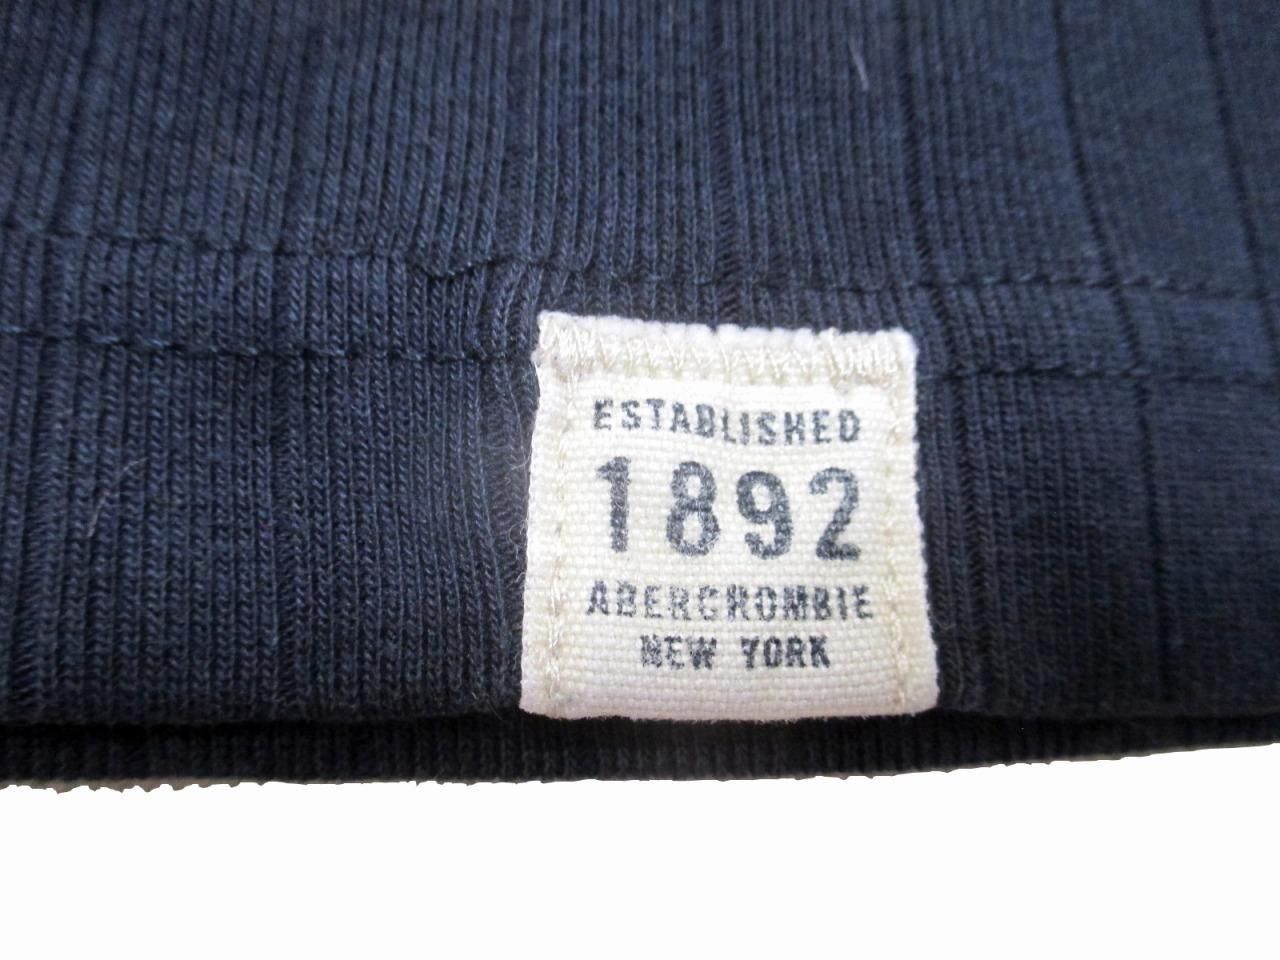 ESTABLISHED
1892
ABERCROMBIE
NEW YORK